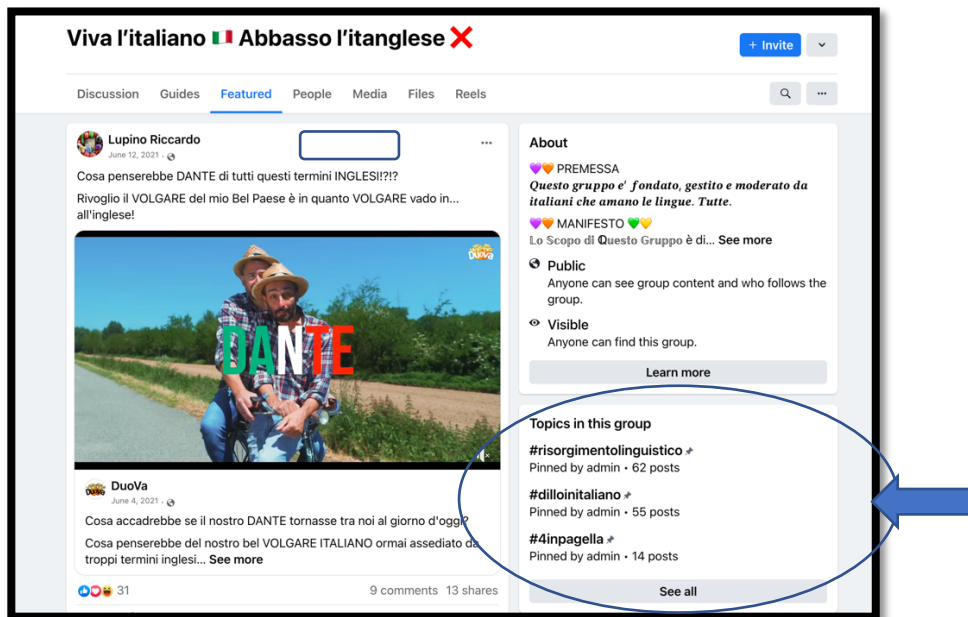 Viva l'italiano 🇮🇹 Abbasso l'itanglese ❌
+ Invite
Discussion Guides Featured People Media Files Reels
Lupino Riccardo
June 12, 2021 ·
Cosa penserebbe DANTE di tutti questi termini INGLESI!?!?
Rivoglio il VOLGARE del mio Bel Paese è in quanto VOLGARE vado in...
all'inglese!
DuoVa
DANTE
DuoVa
DuoVa
June 4, 2021 ·
Cosa accadrebbe se il nostro DANTE tornasse tra noi al giorno d'oggi?
Cosa penserebbe del nostro bel VOLGARE ITALIANO ormai assediato da
troppi termini inglesi... See more
31
9 comments 13 shares
About
💜🧡 PREMESSA
Questo gruppo e' fondato, gestito e moderato da
italiani che amano le lingue. Tutte.
💜🧡 MANIFESTO 💚💛
Lo Scopo di Questo Gruppo è di... See more
Public
Anyone can see group content and who follows the
group.
Visible
Anyone can find this group.
Learn more
Topics in this group
#risorgimentolinguistico
Pinned by admin • 62 posts
#dilloinitaliano
Pinned by admin • 55 posts
#4inpagella
Pinned by admin • 14 posts
See all